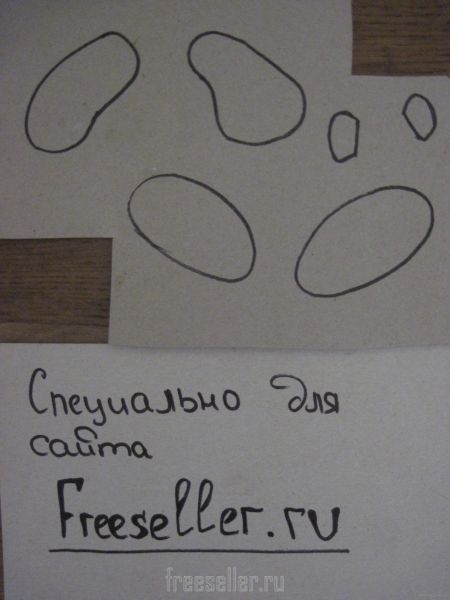 Специально для
сайта
Freeseller.ru
freeseller.ru